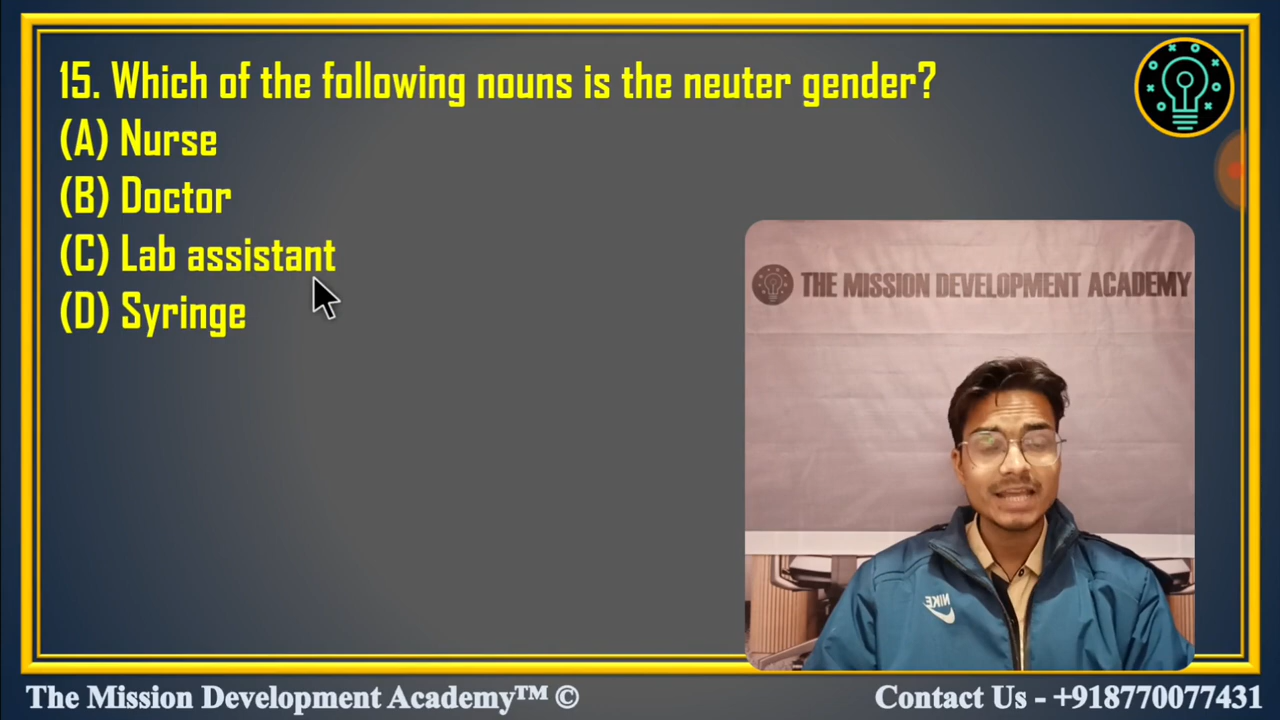 15. Which of the following nouns is the neuter gender?
(A) Nurse
(B) Doctor
(C) Lab assistant
(D) Syringe
THE MISSION DEVELOPMENT ACADEMY
NIKE
The Mission Development Academy™ ©
Contact Us - +918770077431